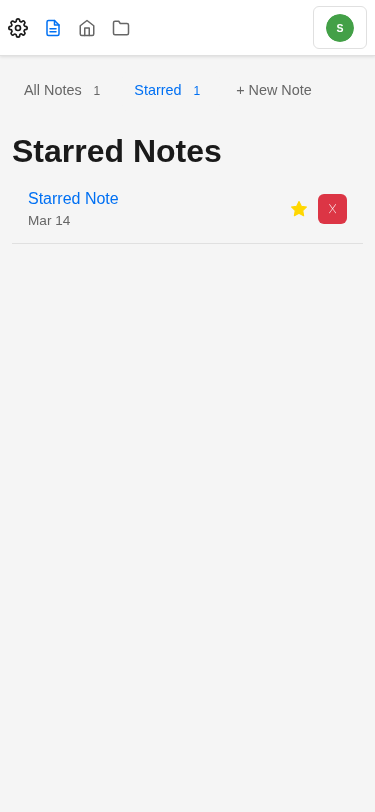 S
All Notes 1 Starred 1 + New Note
Starred Notes
Starred Note
Mar 14
X